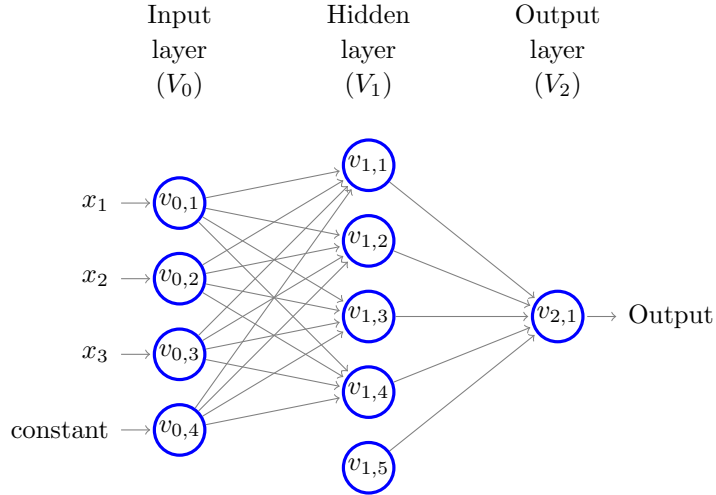 Input
layer
($V_0$)
Hidden
layer
($V_1$)
Output
layer
($V_2$)
$x_1$
$x_2$
$x_3$
constant
$v_{0,1}$
$v_{0,2}$
$v_{0,3}$
$v_{0,4}$
$v_{1,1}$
$v_{1,2}$
$v_{1,3}$
$v_{1,4}$
$v_{1,5}$
$v_{2,1}$
Output